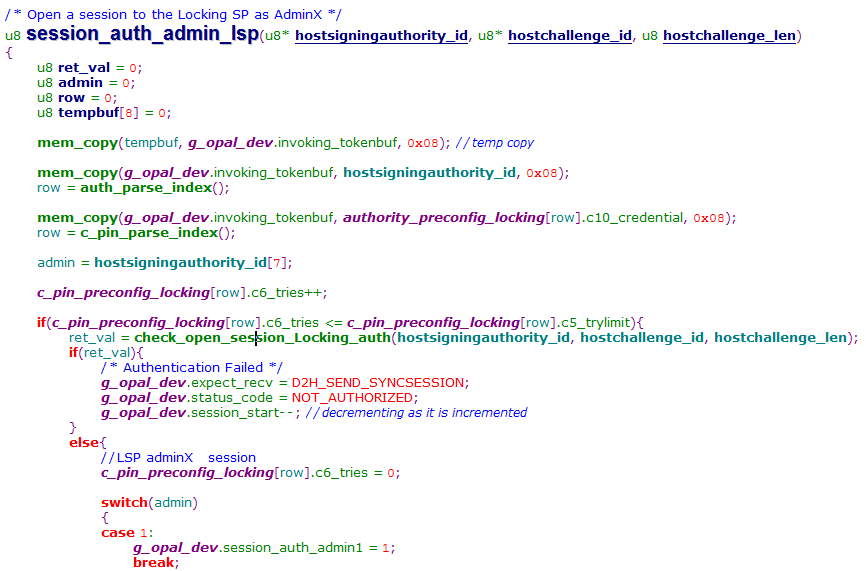 /* Open a session to the Locking SP as AdminX */
u8 session_auth_admin_lsp(u8* hostsigningauthority_id, u8* hostchallenge_id, u8 hostchallenge_len)
{
u8 ret_val = 0;
u8 admin = 0;
u8 row = 0;
u8 tempbuf[8] = 0;
mem_copy(tempbuf, g_opal_dev.invoking_tokenbuf, 0x08); //temp copy
mem_copy(g_opal_dev.invoking_tokenbuf, hostsigningauthority_id, 0x08);
row = auth_parse_index();
mem_copy(g_opal_dev.invoking_tokenbuf, authority_preconfig_locking[row].c10_credential, 0x08);
row = c_pin_parse_index();
admin = hostsigningauthority_id[7];
c_pin_preconfig_locking[row].c6_tries++;
if(c_pin_preconfig_locking[row].c6_tries <= c_pin_preconfig_locking[row].c5_trylimit){
ret_val = check_open_session_Locking_auth(hostsigningauthority_id, hostchallenge_id, hostchallenge_len);
if(ret_val){
/* Authentication Failed */
g_opal_dev.expect_recv = D2H_SEND_SYNCSESSION;
g_opal_dev.status_code = NOT_AUTHORIZED;
g_opal_dev.session_start--; //decrementing as it is incremented
}
else{
//LSP adminX session
c_pin_preconfig_locking[row].c6_tries = 0;
switch(admin)
{
case 1:
g_opal_dev.session_auth_admin1 = 1;
break;